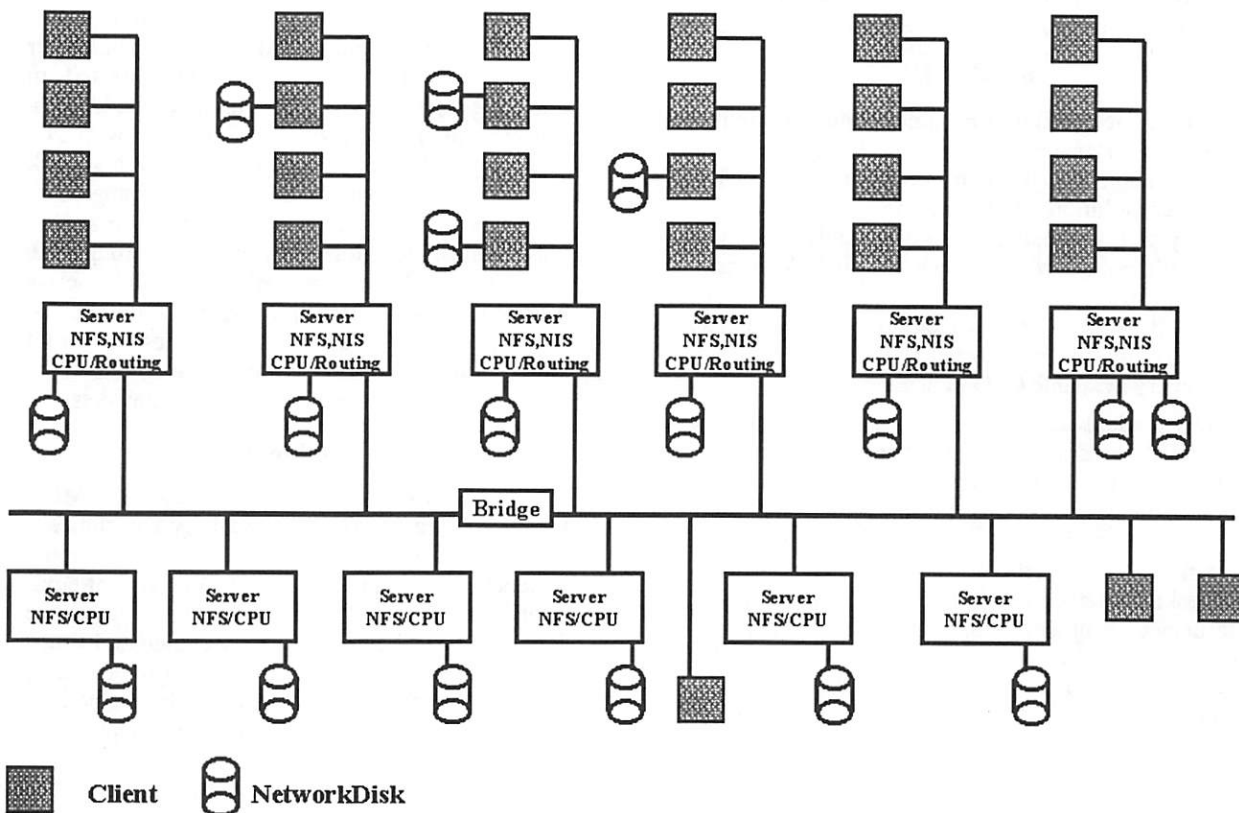 Server
NFS,NIS
CPU/Routing
Server
NFS,NIS
CPU/Routing
Server
NFS,NIS
CPU/Routing
Server
NFS,NIS
CPU/Routing
Server
NFS,NIS
CPU/Routing
Server
NFS,NIS
CPU/Routing
Bridge
Server
NFS/CPU
Server
NFS/CPU
Server
NFS/CPU
Server
NFS/CPU
Server
NFS/CPU
Server
NFS/CPU
Client
NetworkDisk